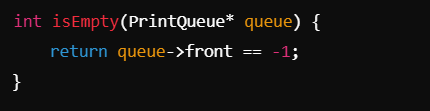 int isEmpty(PrintQueue* queue) {
    return queue->front == -1;
}